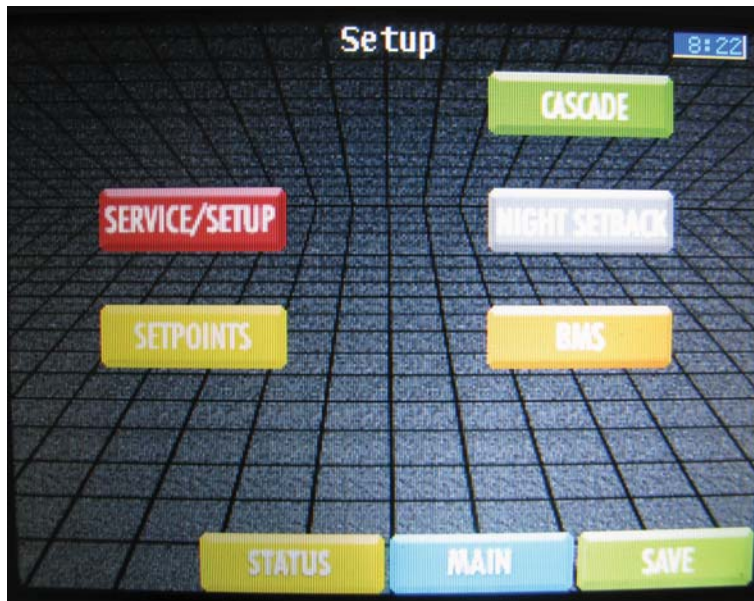 Setup
8:22
CASCADE
SERVICE/SETUP
NIGHT SETBACK
SETPOINTS
BMS
STATUS
MAIN
SAVE